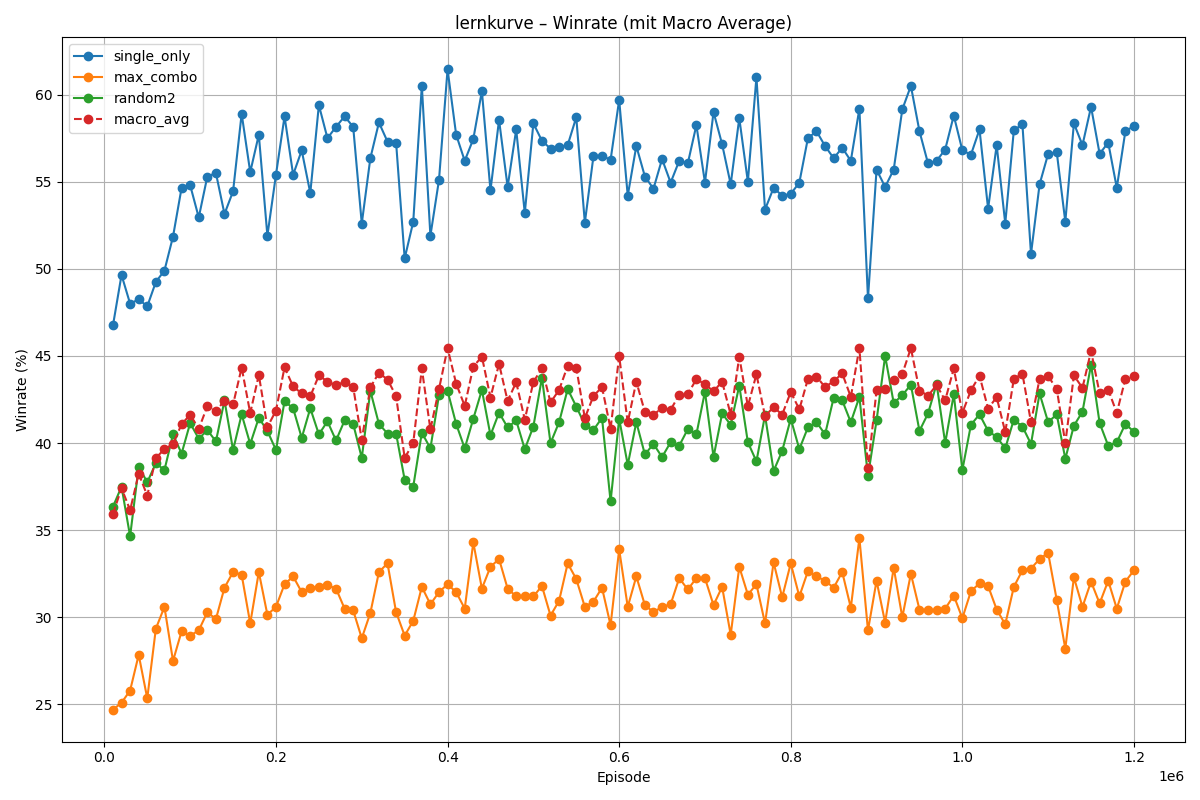 lernkurve – Winrate (mit Macro Average)
single_only
max_combo
random2
macro_avg
Winrate (%)
60
55
50
45
40
35
30
25
0.0
0.2
0.4
0.6
0.8
1.0
1.2
1e6
Episode